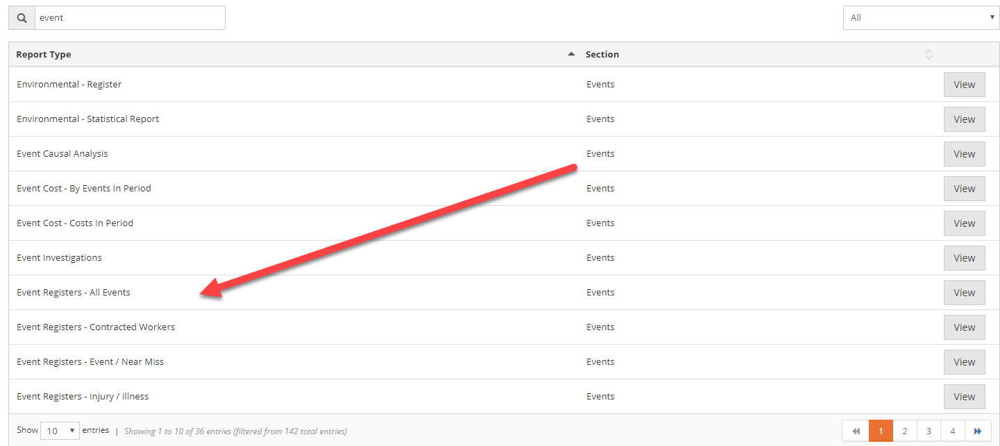 event All
Report Type Section
Environmental - Register Events View
Environmental - Statistical Report Events View
Event Causal Analysis Events View
Event Cost - By Events In Period Events View
Event Cost - Costs In Period Events View
Event Investigations Events View
Event Registers - All Events Events View
Event Registers - Contracted Workers Events View
Event Registers - Event / Near Miss Events View
Event Registers - Injury / Illness Events View
Show 10 entries | Showing 1 to 10 of 36 entries (filtered from 142 total entries) 1 2 3 4